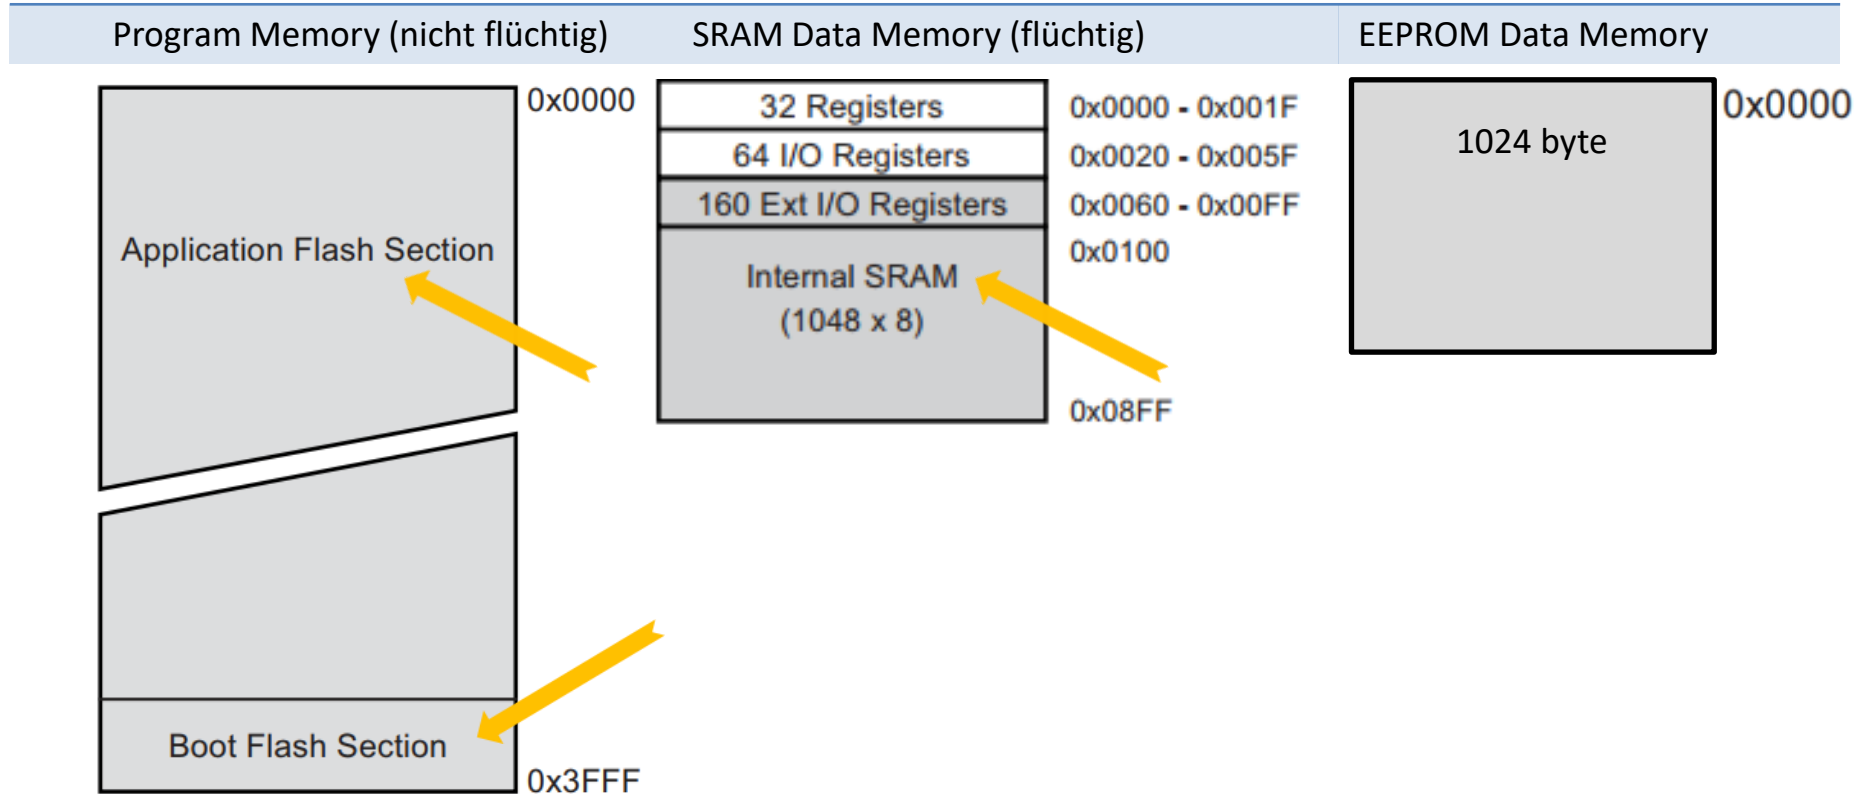 Program Memory (nicht flüchtig)
SRAM Data Memory (flüchtig)
EEPROM Data Memory
0x0000
Application Flash Section
Boot Flash Section
0x3FFF
32 Registers
0x0000 - 0x001F
64 I/O Registers
0x0020 - 0x005F
160 Ext I/O Registers
0x0060 - 0x00FF
0x0100
Internal SRAM
(1048 x 8)
0x08FF
0x0000
1024 byte